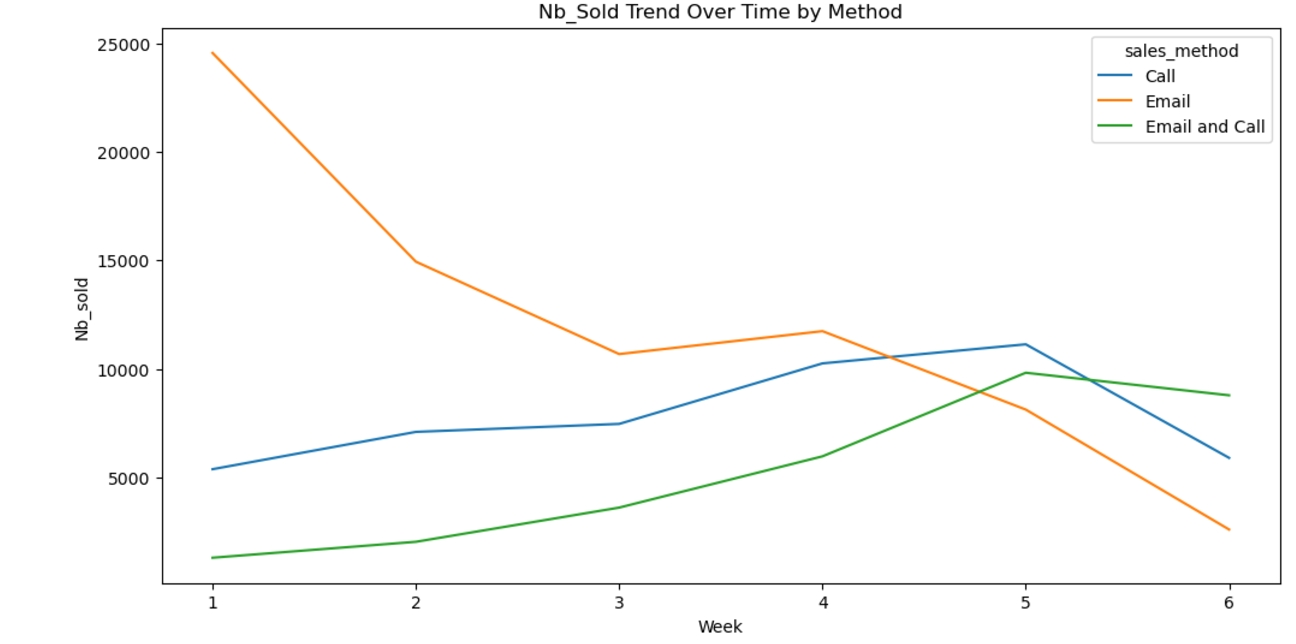 Nb_Sold Trend Over Time by Method
sales_method
Call
Email
Email and Call
Nb_sold
25000
20000
15000
10000
5000
1 2 3 4 5 6
Week